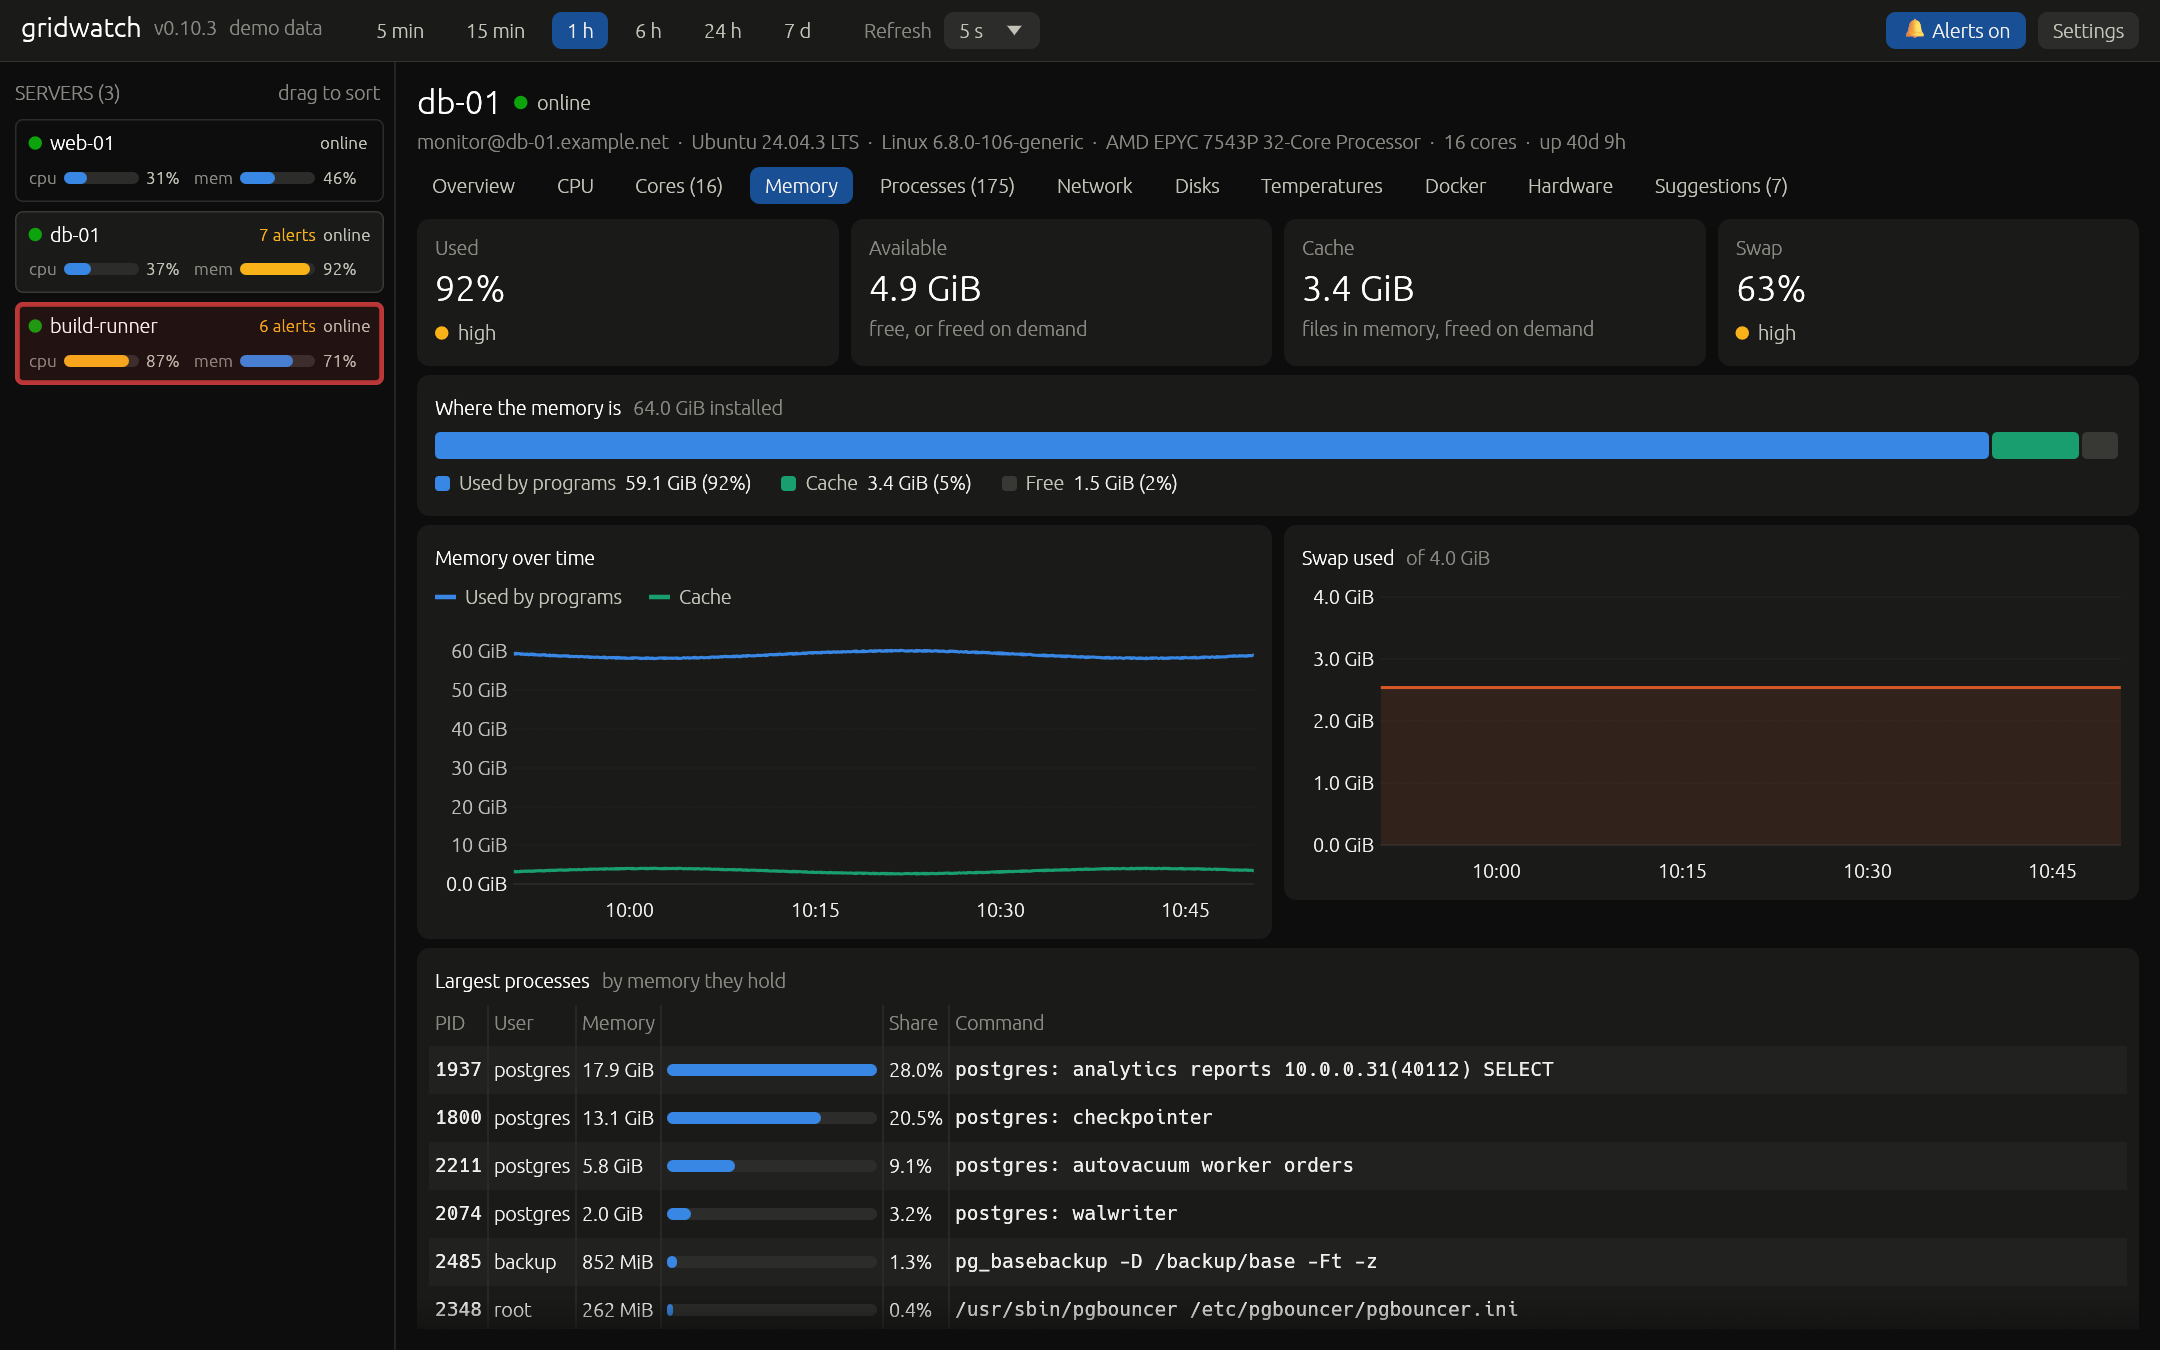 gridwatch v0.10.3 demo data 5 min 15 min 1 h 6 h 24 h 7 d Refresh 5 s Alerts on Settings
SERVERS (3) drag to sort
web-01 online
cpu 31% mem 46%
db-01 7 alerts online
cpu 37% mem 92%
build-runner 6 alerts online
cpu 87% mem 71%
db-01 online
monitor@db-01.example.net · Ubuntu 24.04.3 LTS · Linux 6.8.0-106-generic · AMD EPYC 7543P 32-Core Processor · 16 cores · up 40d 9h
Overview CPU Cores (16) Memory Processes (175) Network Disks Temperatures Docker Hardware Suggestions (7)
Used
92%
high
Available
4.9 GiB
free, or freed on demand
Cache
3.4 GiB
files in memory, freed on demand
Swap
63%
high
Where the memory is 64.0 GiB installed
Used by programs 59.1 GiB (92%) Cache 3.4 GiB (5%) Free 1.5 GiB (2%)
Memory over time
Used by programs Cache
60 GiB
50 GiB
40 GiB
30 GiB
20 GiB
10 GiB
0.0 GiB
10:00 10:15 10:30 10:45
Swap used of 4.0 GiB
4.0 GiB
3.0 GiB
2.0 GiB
1.0 GiB
0.0 GiB
10:00 10:15 10:30 10:45
Largest processes by memory they hold
PID User Memory Share Command
1937 postgres 17.9 GiB 28.0% postgres: analytics reports 10.0.0.31(40112) SELECT
1800 postgres 13.1 GiB 20.5% postgres: checkpointer
2211 postgres 5.8 GiB 9.1% postgres: autovacuum worker orders
2074 postgres 2.0 GiB 3.2% postgres: walwriter
2485 backup 852 MiB 1.3% pg_basebackup -D /backup/base -Ft -z
2348 root 262 MiB 0.4% /usr/sbin/pgbouncer /etc/pgbouncer/pgbouncer.ini